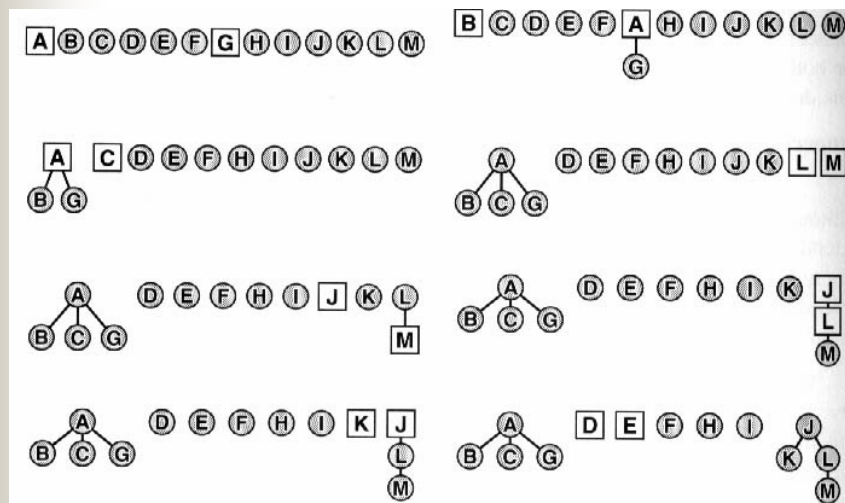 A B C D E F G H I J K L M
B C D E F A H I J K L M
G
A C D E F H I J K L M
B G
A D E F H I J K L M
B C G
A D E F H I J K L
B C G M
A D E F H I K J
B C G L
M
A D E F H I K J
B C G L
M
A D E F H I J
B C G K L
M